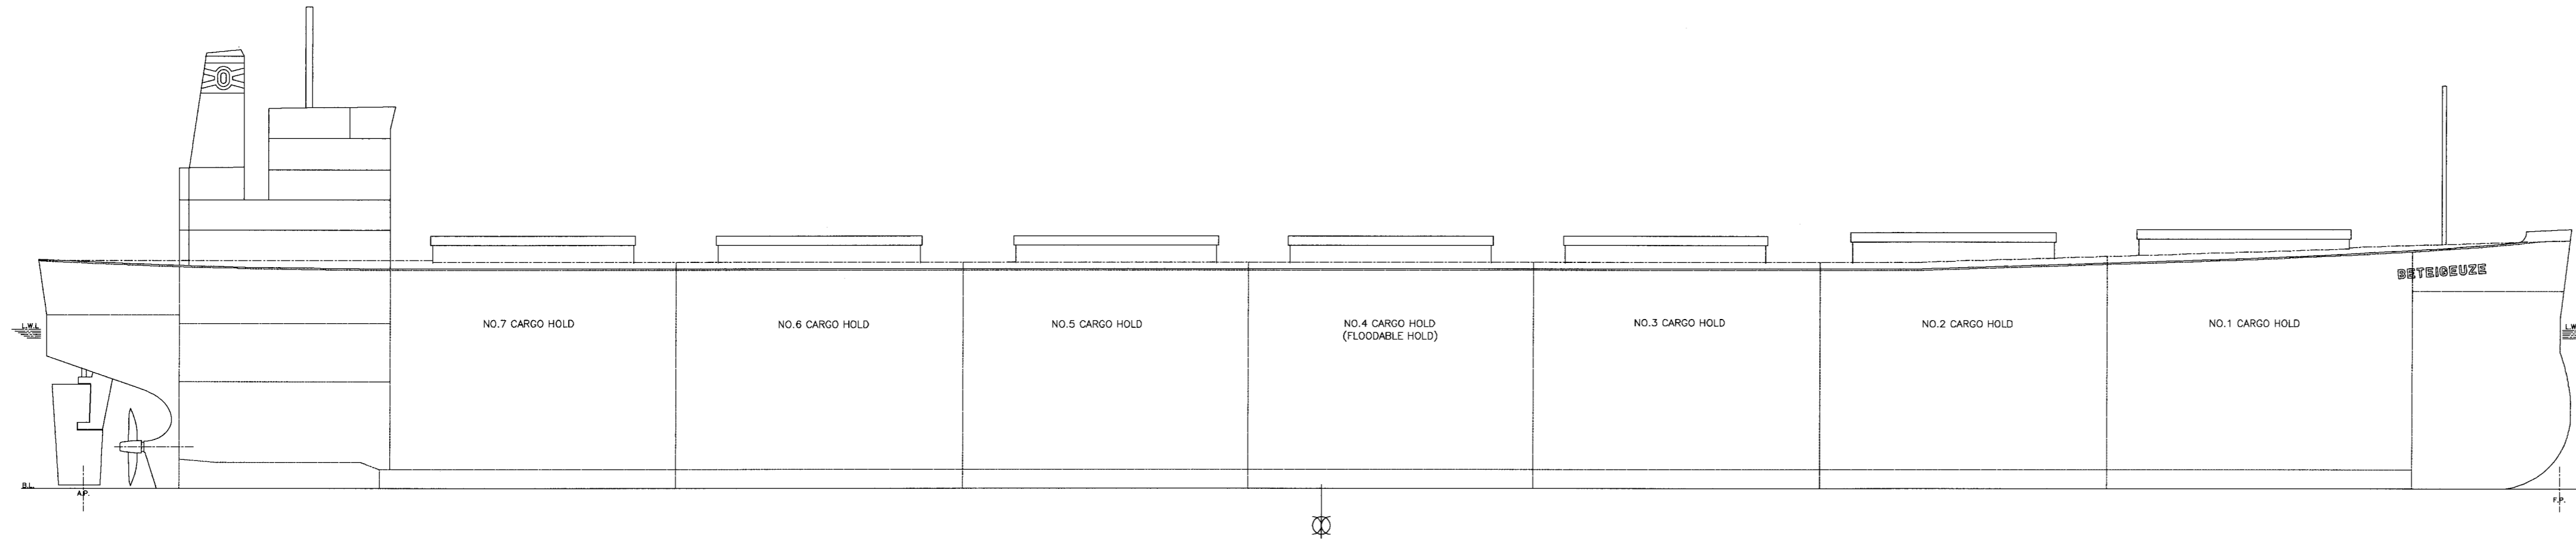 BETEIGEUZE
NO.7 CARGO HOLD
NO.6 CARGO HOLD
NO.5 CARGO HOLD
NO.4 CARGO HOLD
(FLOODABLE HOLD)
NO.3 CARGO HOLD
NO.2 CARGO HOLD
NO.1 CARGO HOLD
L.W.L.
L.W
B.L.
A.P.
F.P.